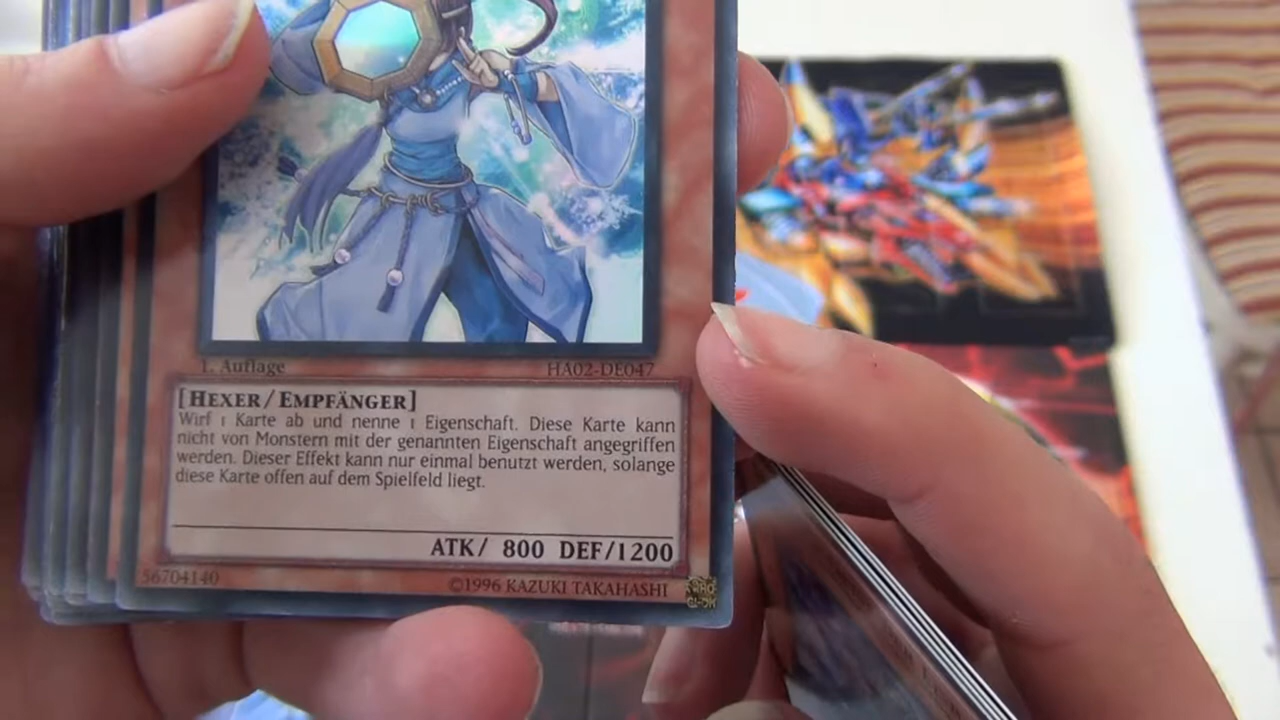 1. Auflage HA02-DE047
[HEXER/EMPFÄNGER]
Wirf 1 Karte ab und nenne 1 Eigenschaft. Diese Karte kann
nicht von Monstern mit der genannten Eigenschaft angegriffen
werden. Dieser Effekt kann nur einmal benutzt werden, solange
diese Karte offen auf dem Spielfeld liegt.
ATK/ 800 DEF/1200
56704140 ©1996 KAZUKI TAKAHASHI